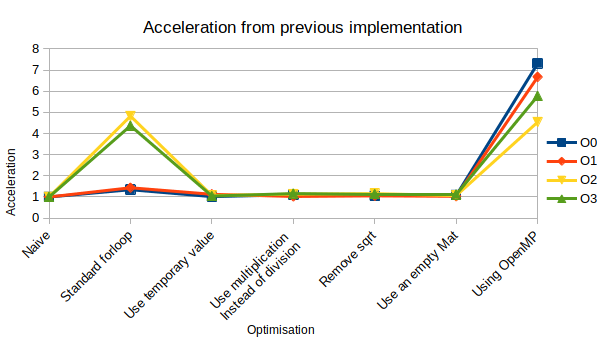 Acceleration from previous implementation
Acceleration
8
7
6
5
4
3
2
1
0
Naive
Standard forloop
Use temporary value
Use multiplication
Instead of division
Remove sqrt
Use an empty Mat
Using OpenMP
Optimisation
O0
O1
O2
O3